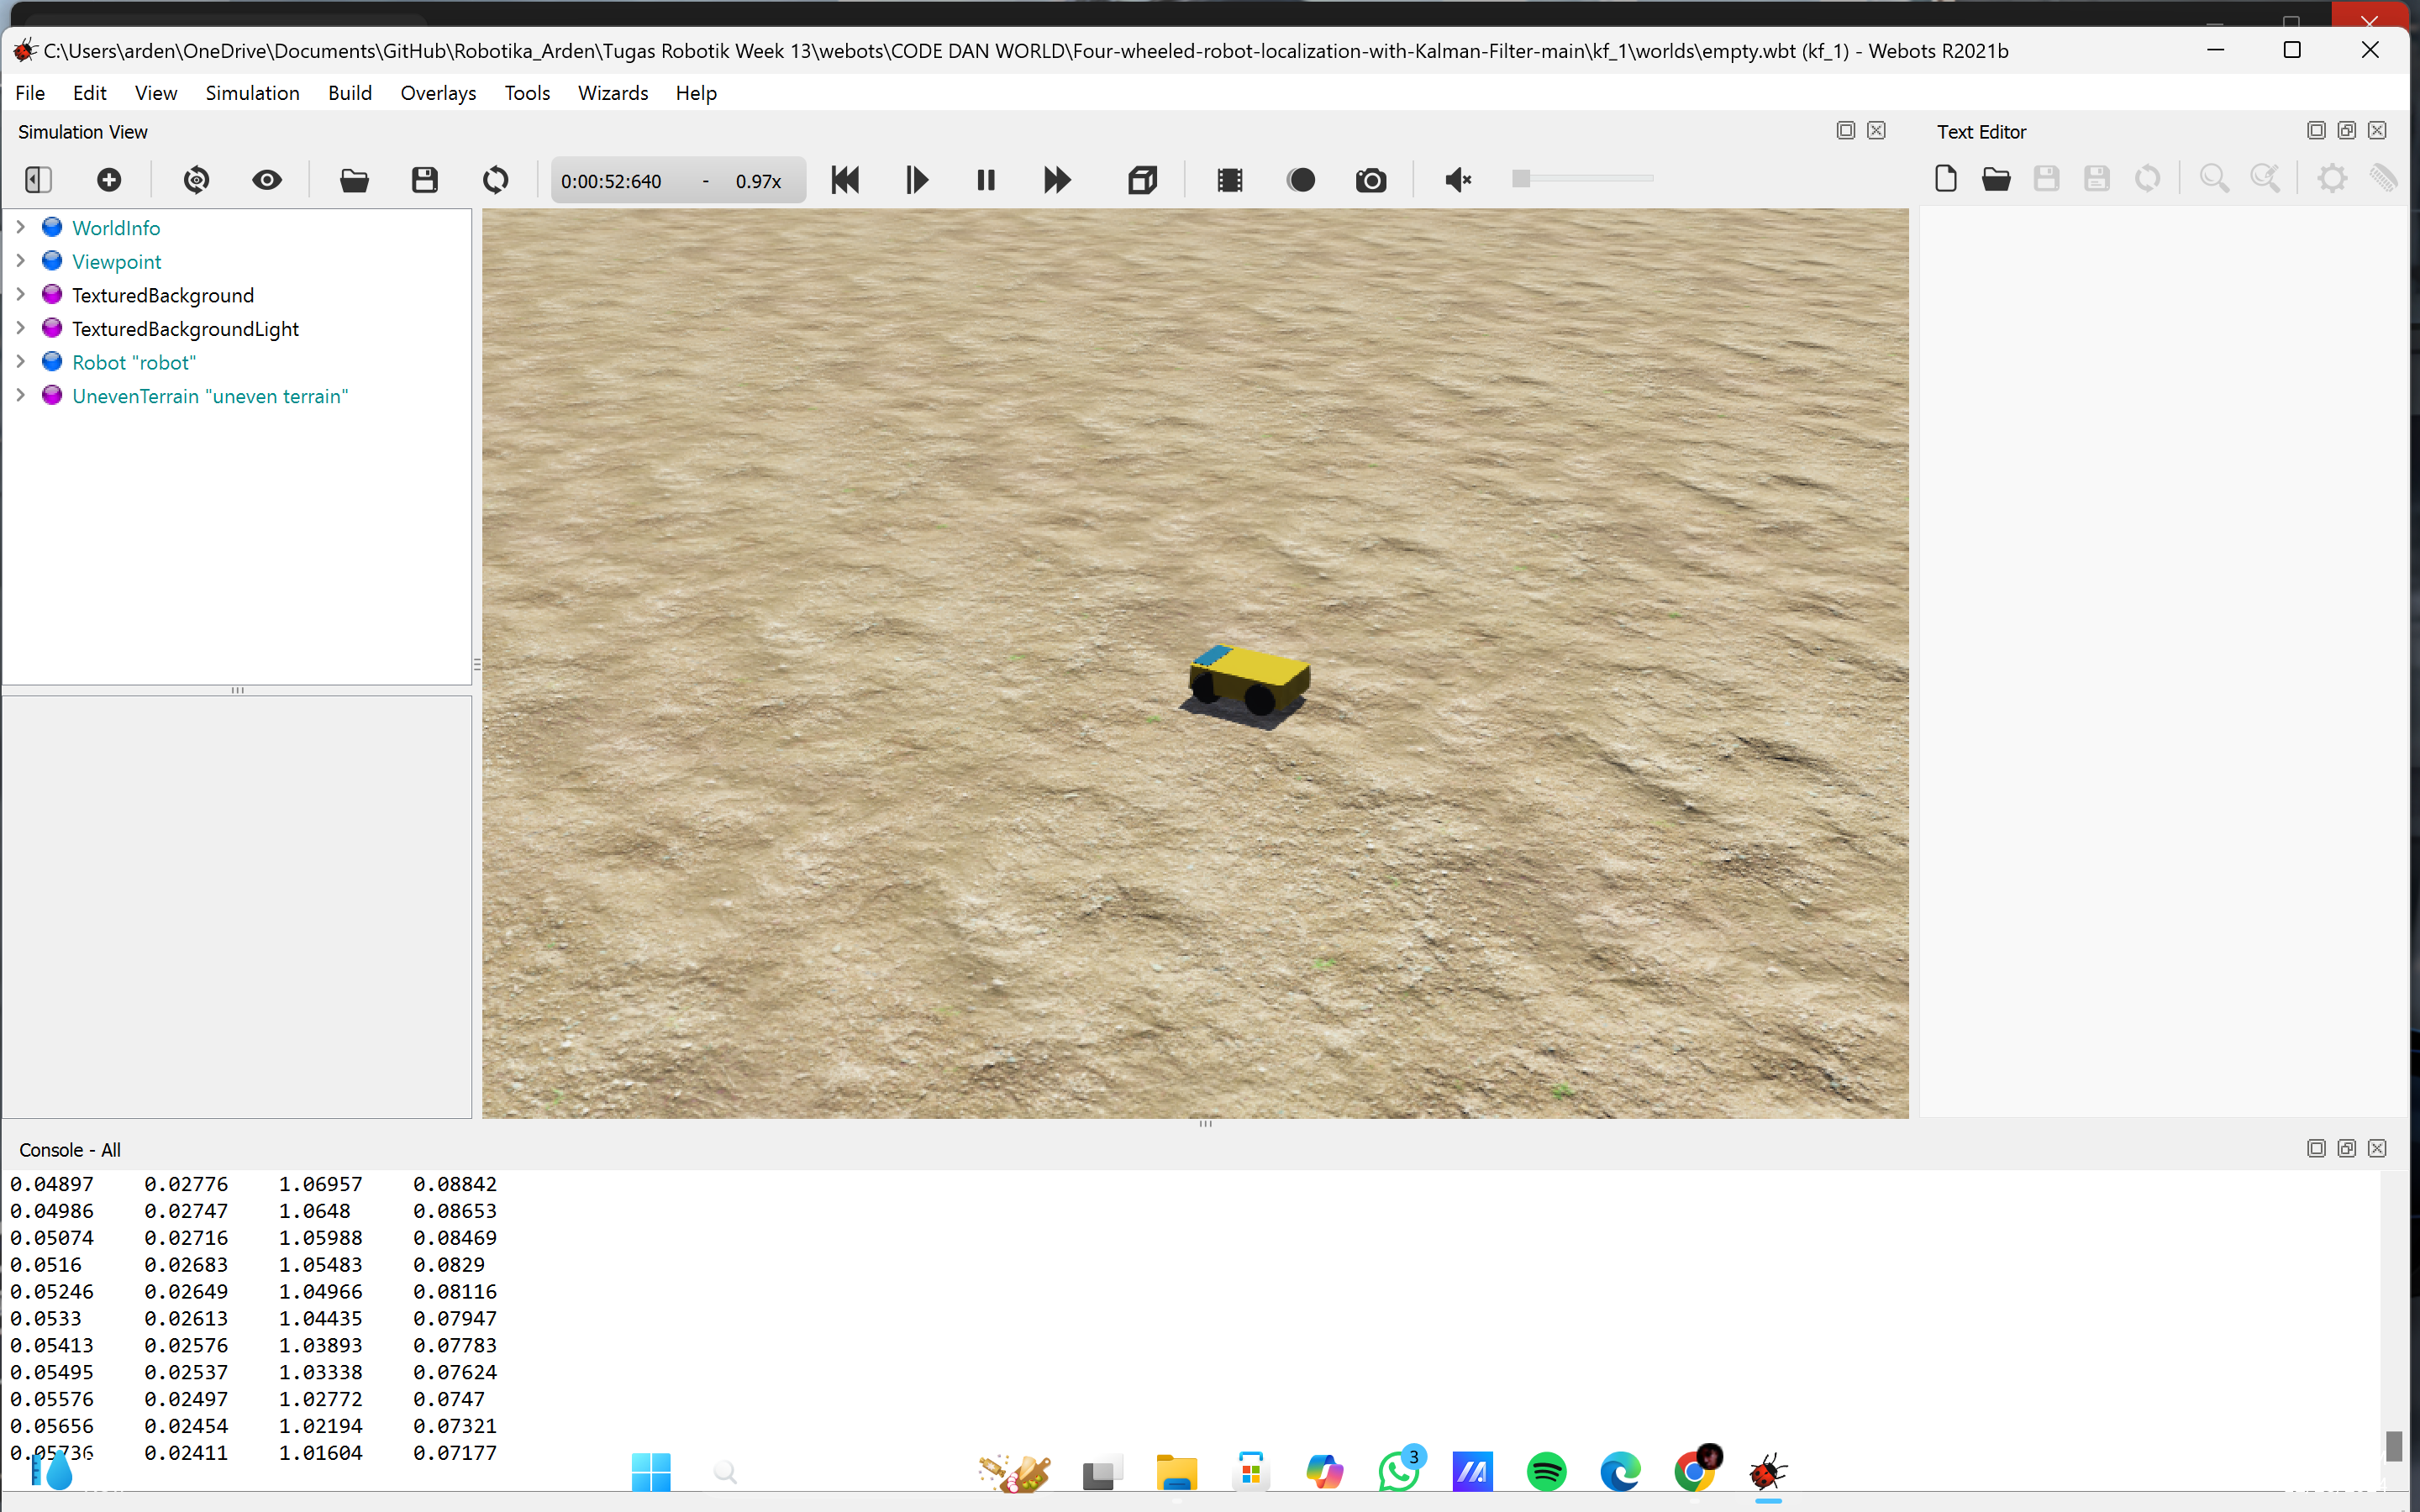 C:\Users\arden\OneDrive\Documents\GitHub\Robotika_Arden\Tugas Robotik Week 13\webots\CODE DAN WORLD\Four-wheeled-robot-localization-with-Kalman-Filter-main\kf_1\worlds\empty.wbt (kf_1) - Webots R2021b
File Edit View Simulation Build Overlays Tools Wizards Help
Simulation View
Text Editor
0:00:52:640 - 0.97x
WorldInfo
Viewpoint
TexturedBackground
TexturedBackgroundLight
Robot "robot"
UnevenTerrain "uneven terrain"
Console - All
0.04897 0.02776 1.06957 0.08842
0.04986 0.02747 1.0648 0.08653
0.05074 0.02716 1.05988 0.08469
0.0516 0.02683 1.05483 0.0829
0.05246 0.02649 1.04966 0.08116
0.0533 0.02613 1.04435 0.07947
0.05413 0.02576 1.03893 0.07783
0.05495 0.02537 1.03338 0.07624
0.05576 0.02497 1.02772 0.0747
0.05656 0.02454 1.02194 0.07321
0.05736 0.02411 1.01604 0.07177
3